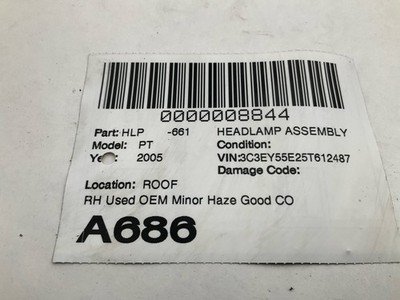 0000008844
Part: HLP -661 HEADLAMP ASSEMBLY
Model: PT Condition:
Year: 2005 VIN:3C3EY55E25T612487
Damage Code:
Location: ROOF
RH Used OEM Minor Haze Good CO
A686